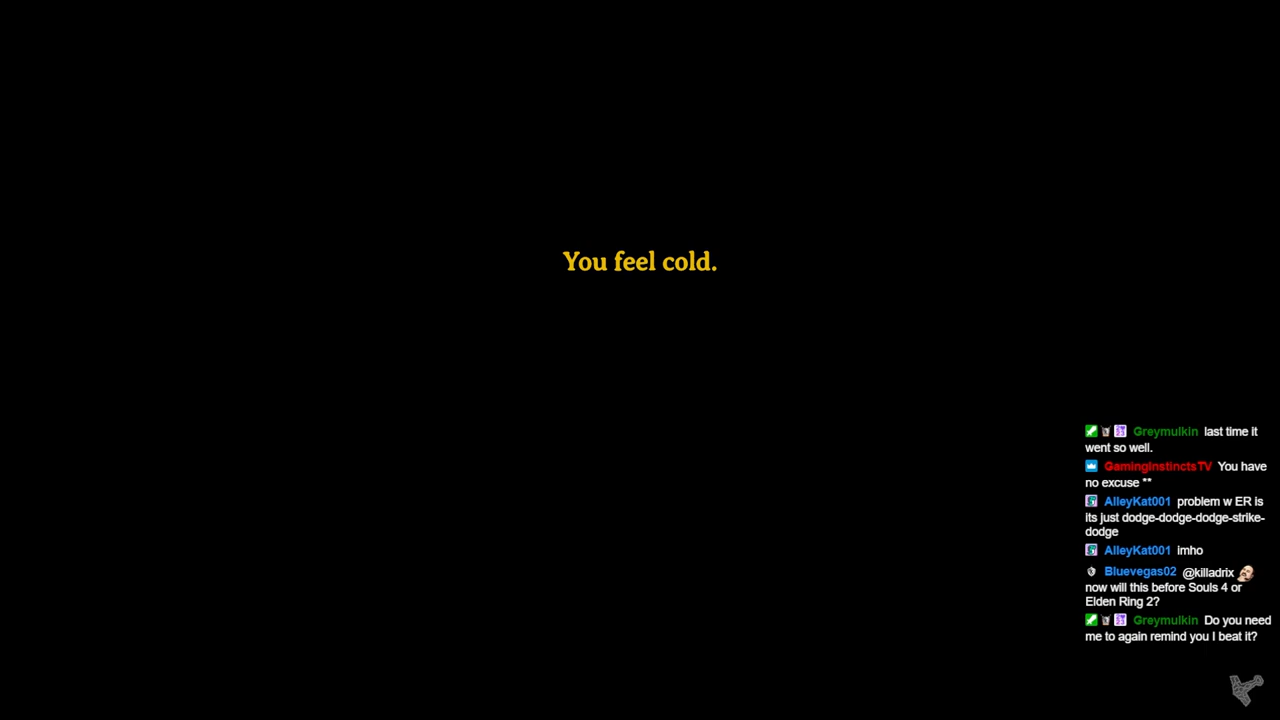 You feel cold.
Greymulkin last time it
went so well.
GamingInstinctsTV You have
no excuse **
AlleyKat001 problem w ER is
its just dodge-dodge-dodge-strike-
dodge
AlleyKat001 imho
Bluevegas02 @killadrix
now will this before Souls 4 or
Elden Ring 2?
Greymulkin Do you need
me to again remind you I beat it?